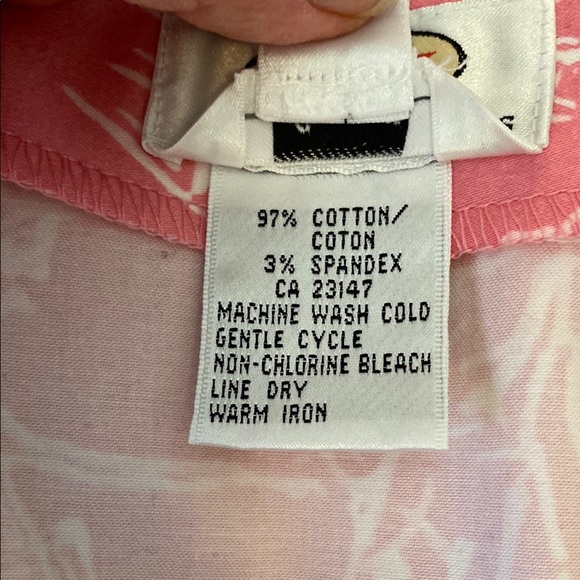 97% COTTON/
COTON
3% SPANDEX
CA 23147
MACHINE WASH COLD
GENTLE CYCLE
NON-CHLORINE BLEACH
LINE DRY
WARM IRON